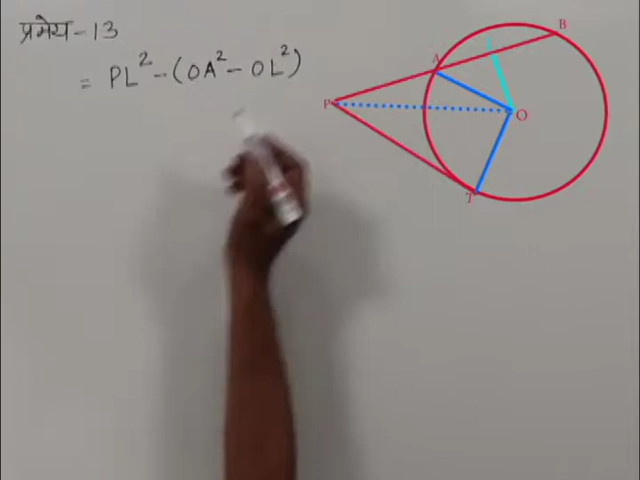 प्रमेय-13
= PL² - (OA² - OL²)
A
B
P
O
T